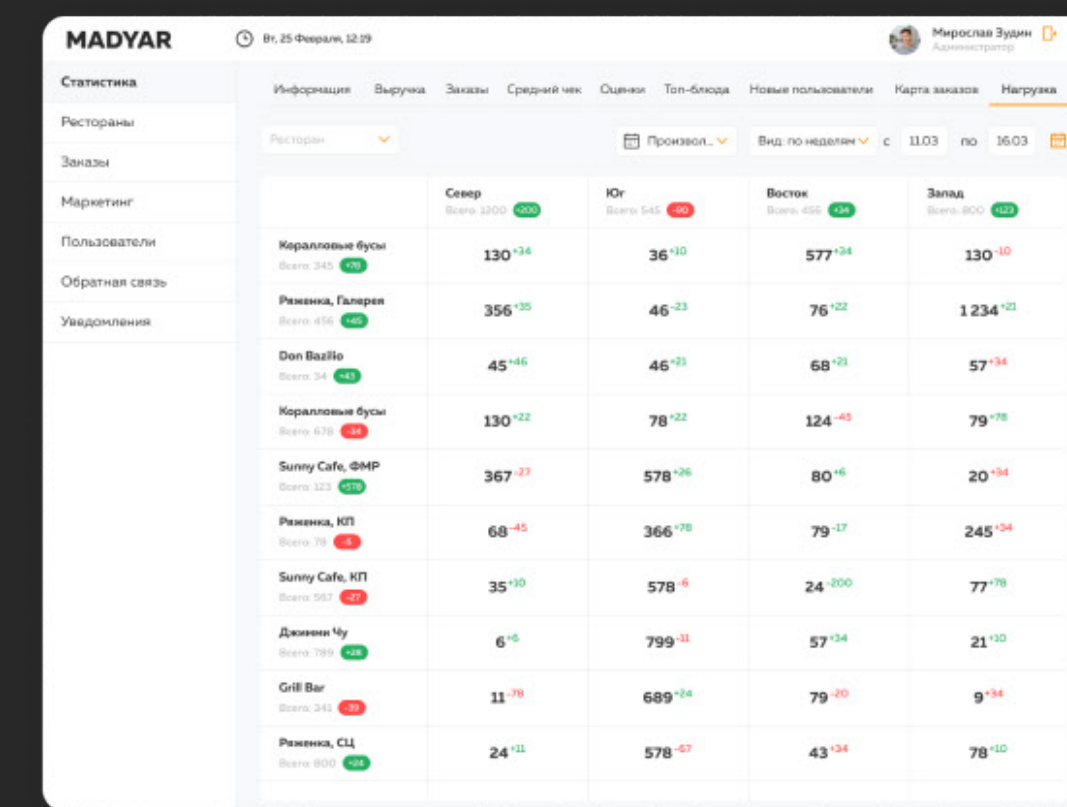 MADYAR
Вт, 25 Февраля, 12:19
Мирослав Зудин
Администратор
Статистика
Рестораны
Заказы
Маркетинг
Пользователи
Обратная связь
Уведомления
Информация Выручка Заказы Средний чек Оценки Топ-блюда Новые пользователи Карта заказов Нагрузка
Ресторан Произвол... Вид: по неделям с 11.03 по 16.03
Север Юг Восток Запад
Всего: 1200 +200 Всего: 545 -90 Всего: 456 +34 Всего: 800 +123
Коралловые бусы
Всего: 345 +78
130 +34 36 +10 577 +34 130 -10
Ряженка, Галерея
Всего: 456 +45
356 +35 46 -23 76 +22 1 234 +21
Don Bazilio
Всего: 34 +43
45 +46 46 +21 68 +21 57 +34
Коралловые бусы
Всего: 678 -34
130 +22 78 +22 124 -45 79 +78
Sunny Cafe, ФМР
Всего: 123 +578
367 -27 578 +26 80 +6 20 +34
Ряженка, КП
Всего: 78 -5
68 -45 366 +78 79 -17 245 +34
Sunny Cafe, КП
Всего: 567 -27
35 +10 578 -6 24 -200 77 +78
Джимми Чу
Всего: 789 +28
6 +6 799 -11 57 +34 21 +10
Grill Bar
Всего: 341 -39
11 -78 689 +24 79 -20 9 +34
Ряженка, СЦ
Всего: 800 +24
24 +11 578 -67 43 +34 78 +10